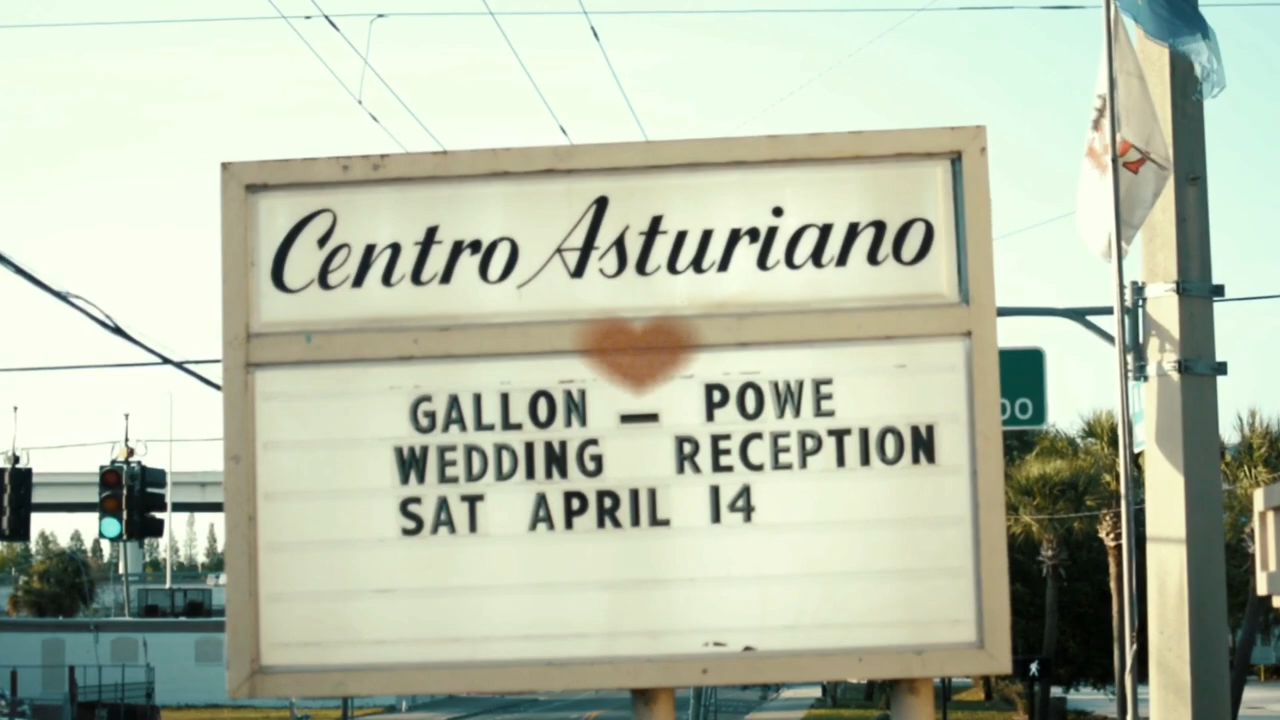 Centro Asturiano
GALLON — POWE
WEDDING RECEPTION
SAT APRIL 14